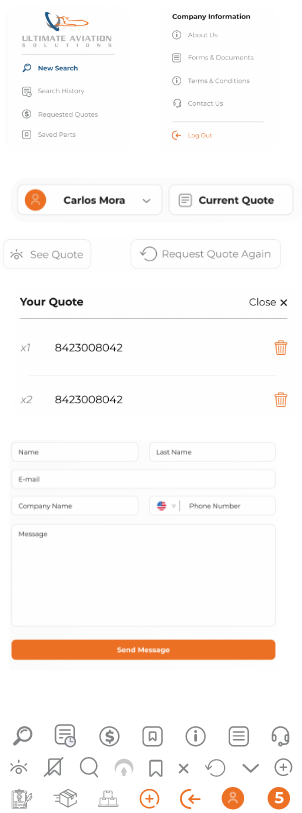 ULTIMATE AVIATION
SOLUTIONS
New Search
Search History
Requested Quotes
Saved Parts
Company Information
About Us
Forms & Documents
Terms & Conditions
Contact Us
Log Out
Carlos Mora
Current Quote
See Quote
Request Quote Again
Your Quote
Close ×
x1 8423008042
x2 8423008042
Name
Last Name
E-mail
Company Name
Phone Number
Message
Send Message
5